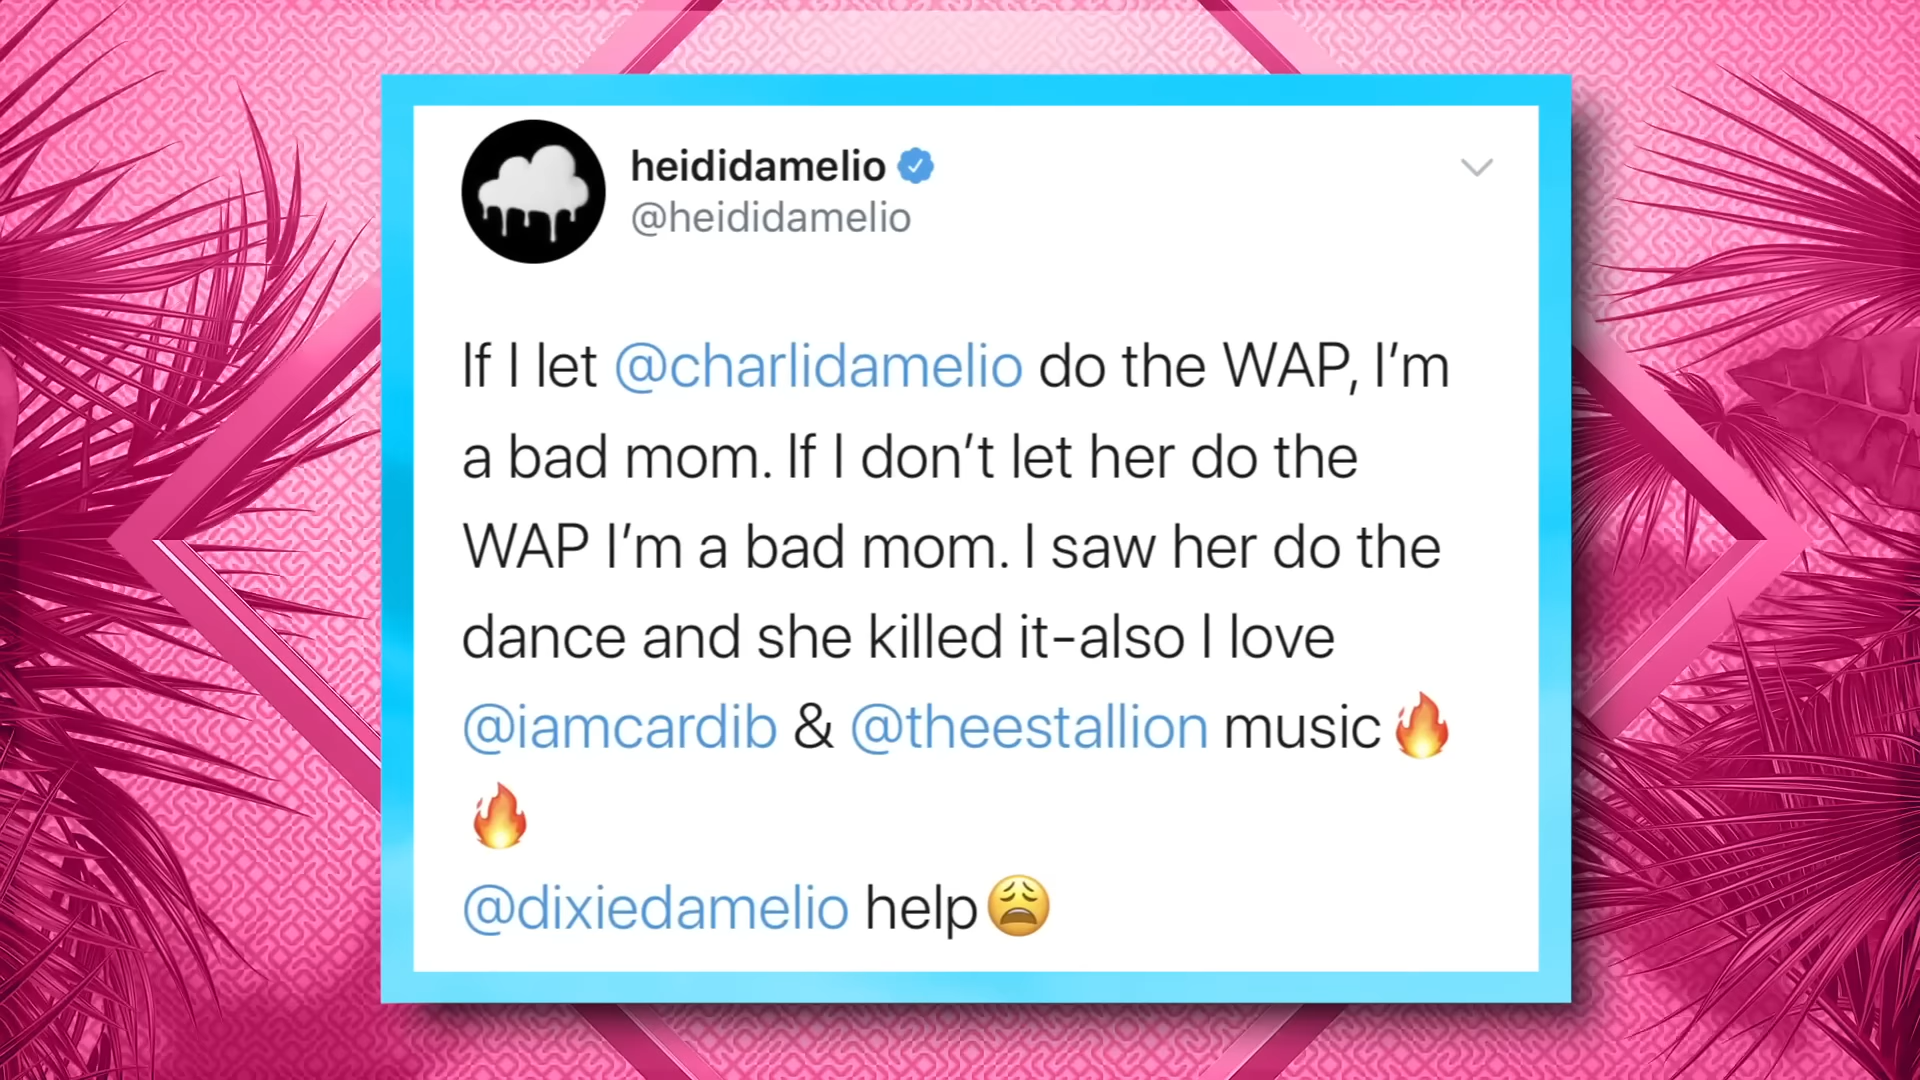 heididamelio
@heididamelio
If I let @charlidamelio do the WAP, I’m
a bad mom. If I don’t let her do the
WAP I’m a bad mom. I saw her do the
dance and she killed it-also I love
@iamcardib & @theestallion music🔥
🔥
@dixiedamelio help😩